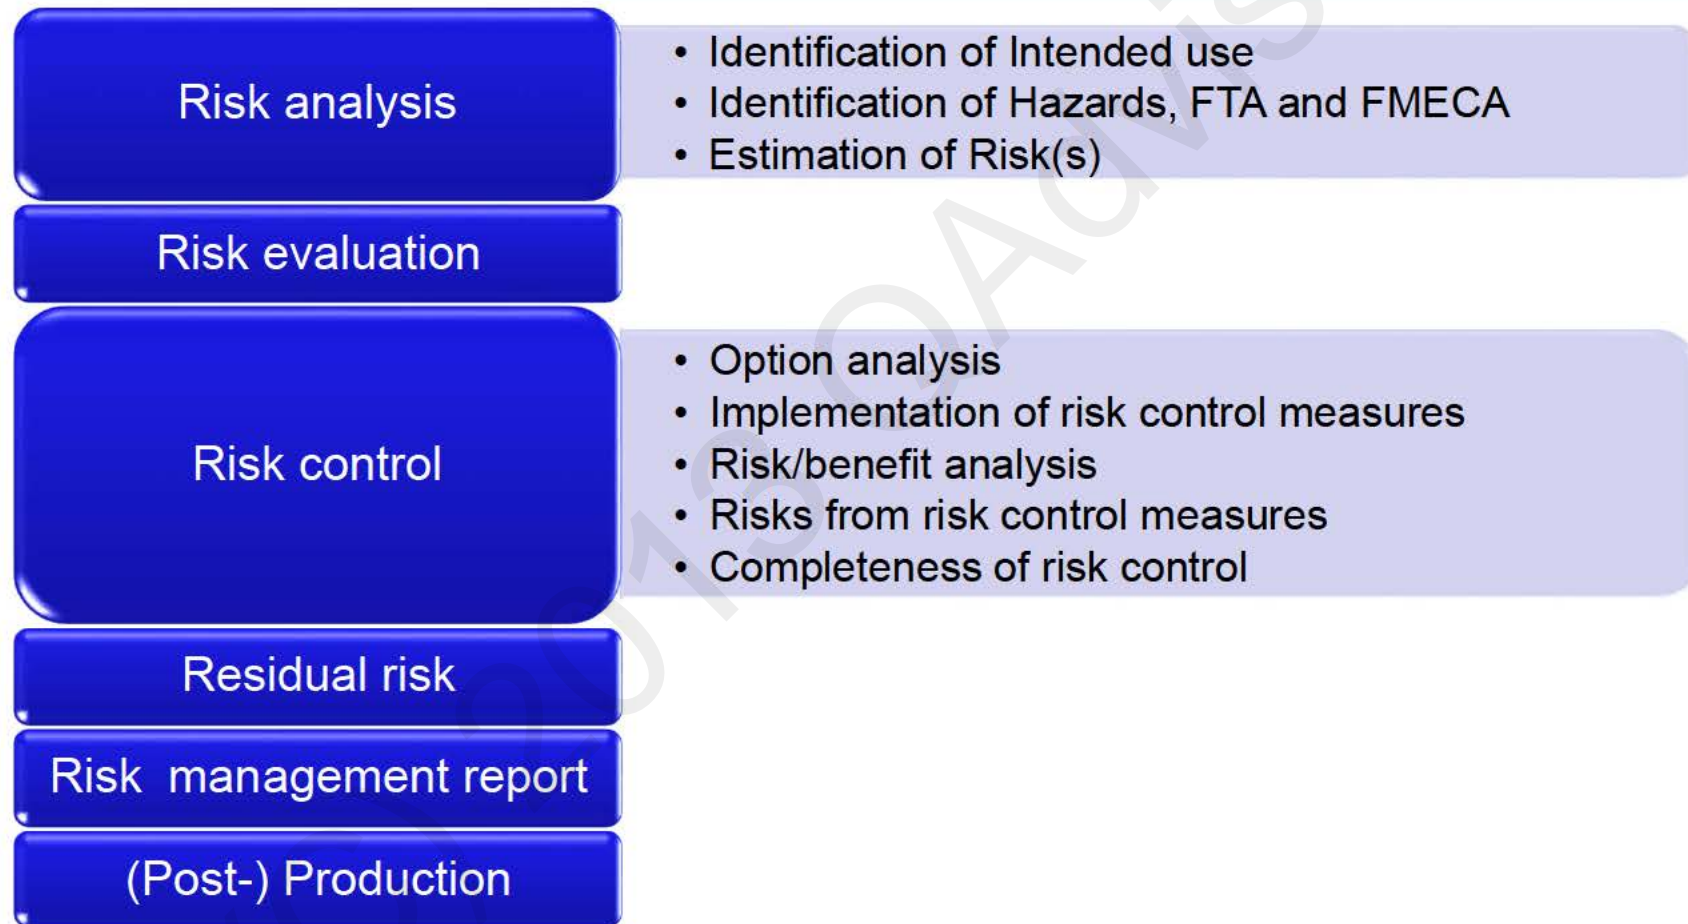 Risk analysis
• Identification of Intended use
• Identification of Hazards, FTA and FMECA
• Estimation of Risk(s)
Risk evaluation
Risk control
• Option analysis
• Implementation of risk control measures
• Risk/benefit analysis
• Risks from risk control measures
• Completeness of risk control
Residual risk
Risk management report
(Post-) Production
2013 QAdvis